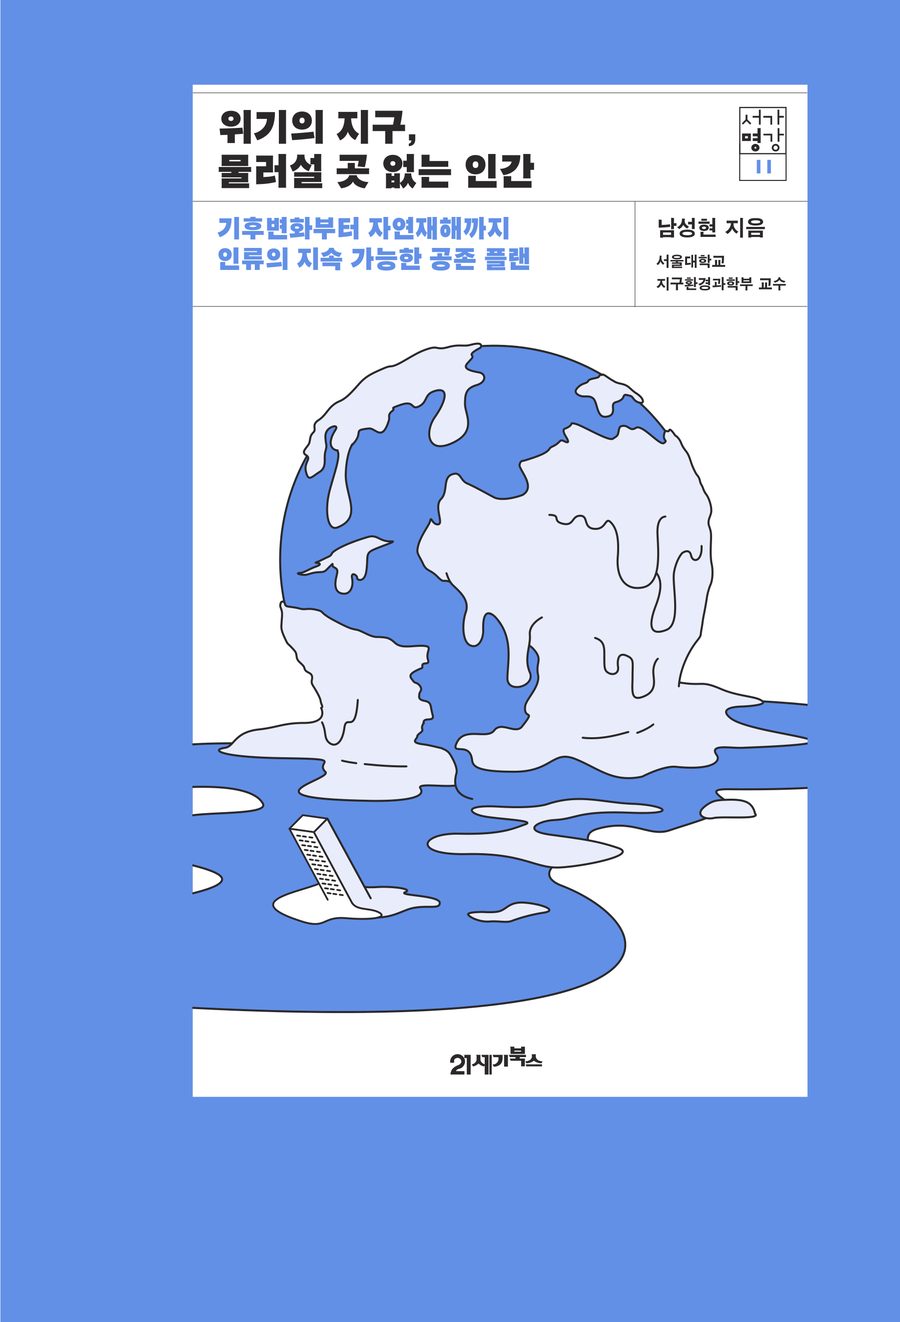 위기의 지구,
물러설 곳 없는 인간
서가
명강
11
기후변화부터 자연재해까지
인류의 지속 가능한 공존 플랜
남성현 지음
서울대학교
지구환경과학부 교수
21세기북스